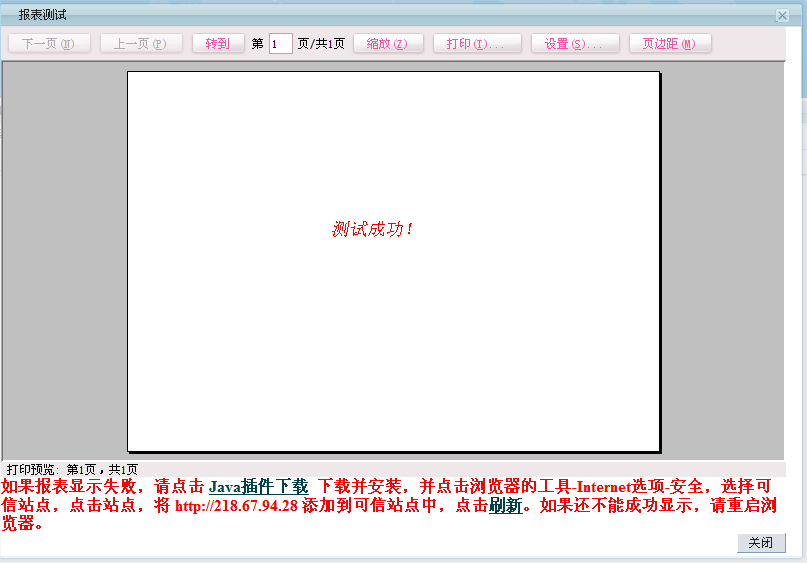 报表测试
下一页(N) 上一页(P) 转到 第 1 页/共1页 缩放(Z) 打印(I)... 设置(S)... 页边距(M)
测试成功!
打印预览: 第1页,共1页
如果报表显示失败，请点击 Java插件下载 下载并安装，并点击浏览器的工具-Internet选项-安全，选择可
信站点，点击站点，将 http://218.67.94.28 添加到可信站点中，点击刷新。如果还不能成功显示，请重启浏
览器。
关闭